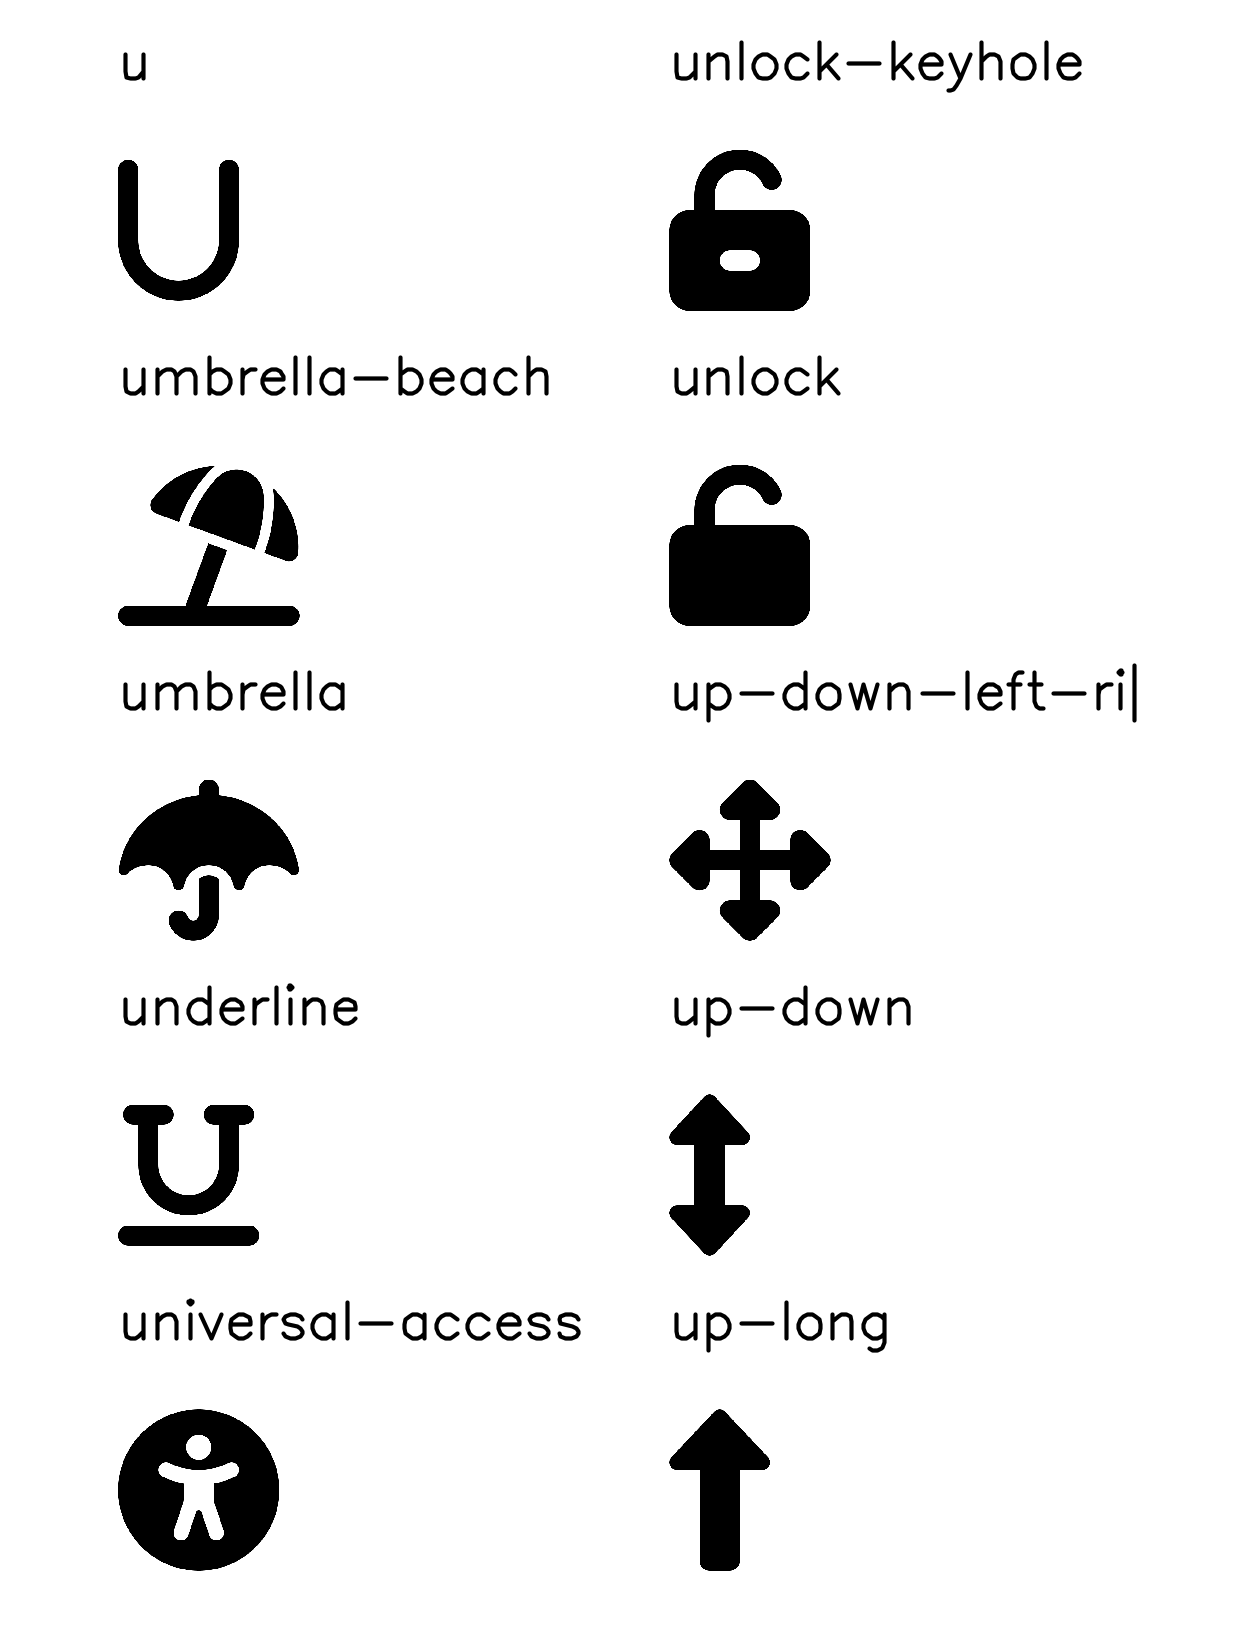 u
unlock-keyhole
umbrella-beach
unlock
umbrella
up-down-left-ri|
underline
up-down
universal-access
up-long